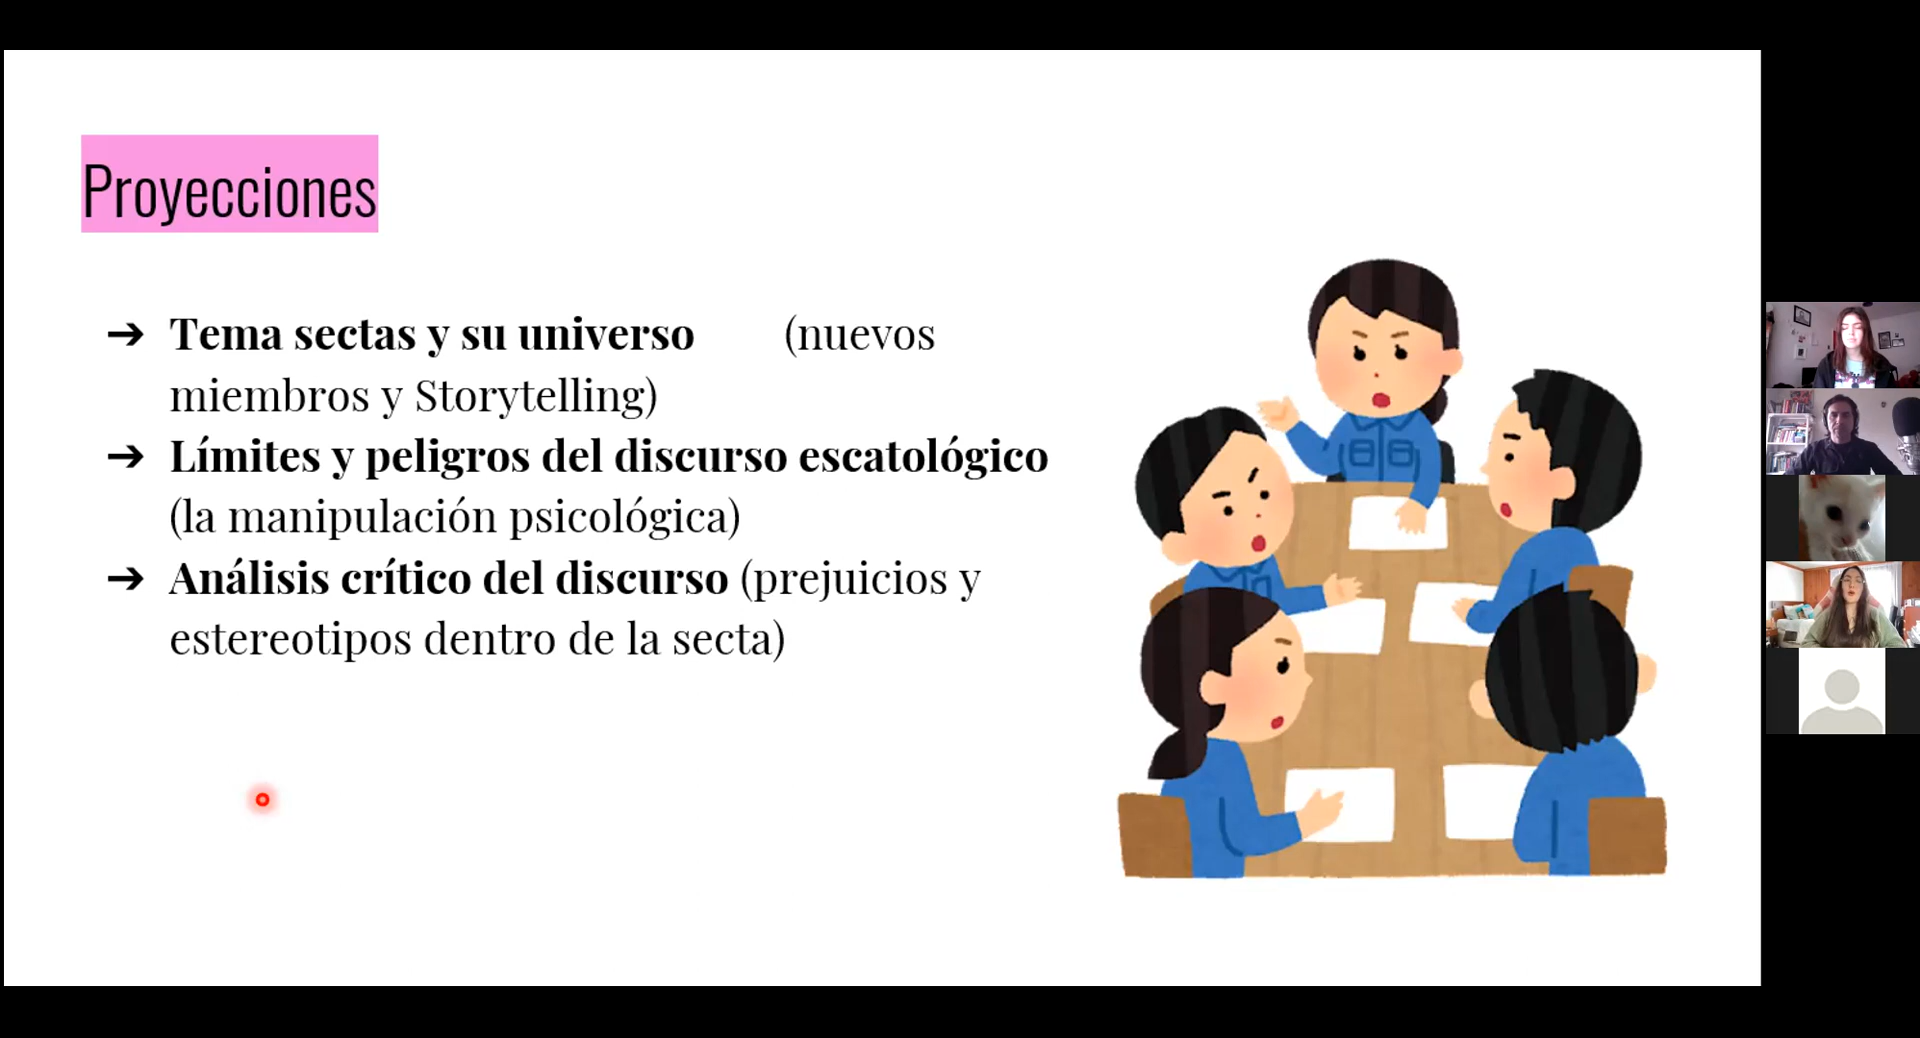 Proyecciones
➔ Tema sectas y su universo (nuevos
miembros y Storytelling)
➔ Límites y peligros del discurso escatológico
(la manipulación psicológica)
➔ Análisis crítico del discurso (prejuicios y
estereotipos dentro de la secta)